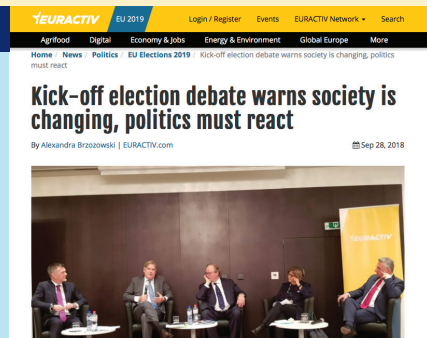 EURACTIV
EU 2019
Login / Register
Events
EURACTIV Network
Search
Agrifood
Digital
Economy & Jobs
Energy & Environment
Global Europe
More
Home / News / Politics / EU Elections 2019 / Kick-off election debate warns society is changing, politics
must react
Kick-off election debate warns society is
changing, politics must react
By Alexandra Brzozowski | EURACTIV.com
Sep 28, 2018
EURACTIV